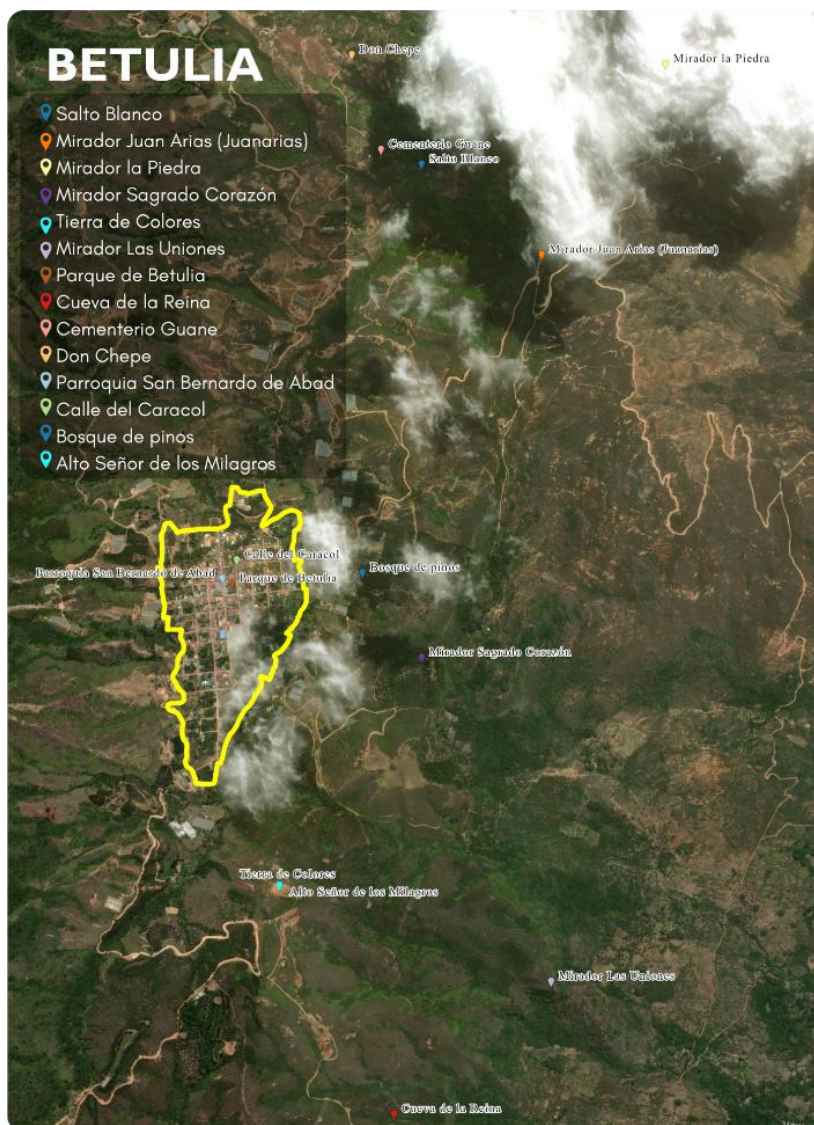 BETULIA
Salto Blanco
Mirador Juan Arias (Juanarias)
Mirador la Piedra
Mirador Sagrado Corazón
Tierra de Colores
Mirador Las Uniones
Parque de Betulia
Cueva de la Reina
Cementerio Guane
Don Chepe
Parroquia San Bernardo de Abad
Calle del Caracol
Bosque de pinos
Alto Señor de los Milagros
Don Chepe
Mirador la Piedra
Cementerio Guane
Salto Blanco
Mirador Juan Arias (Juanarias)
Calle del Caracol
Parroquia San Bernardo de Abad
Parque de Betulia
Bosque de pinos
Mirador Sagrado Corazón
Tierra de Colores
Alto Señor de los Milagros
Mirador Las Uniones
Cueva de la Reina